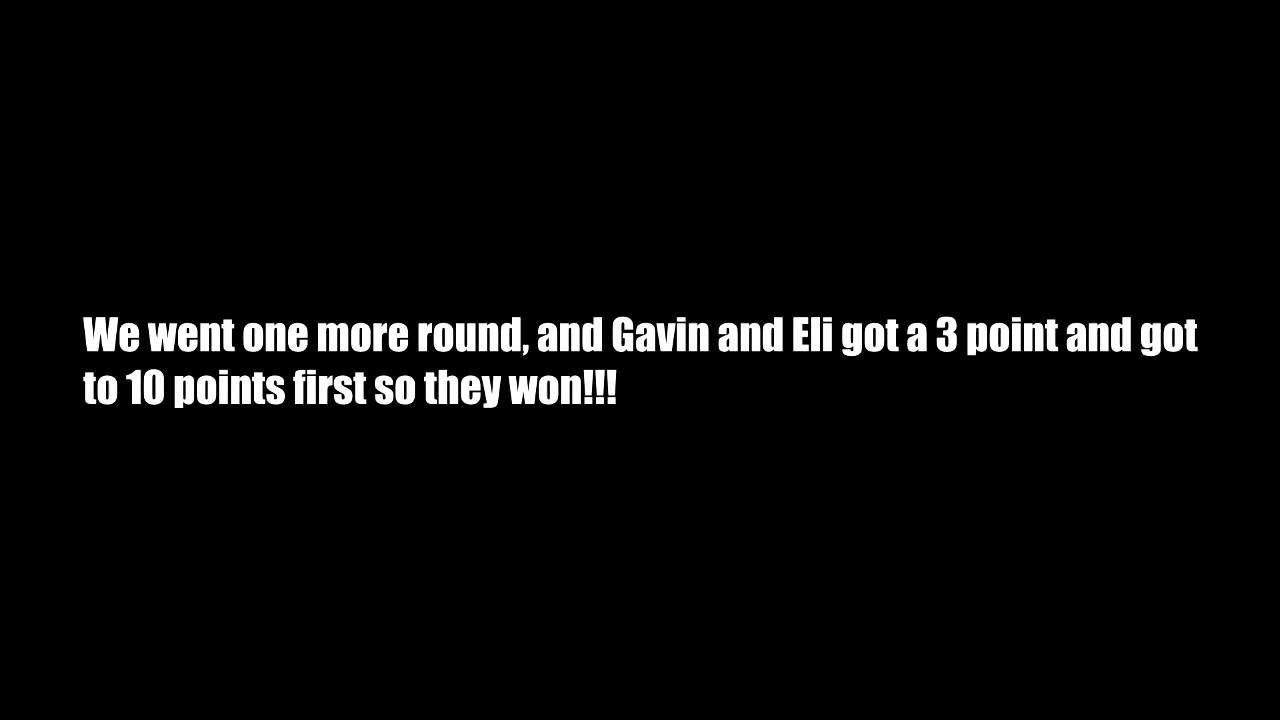 We went one more round, and Gavin and Eli got a 3 point and got
to 10 points first so they won!!!